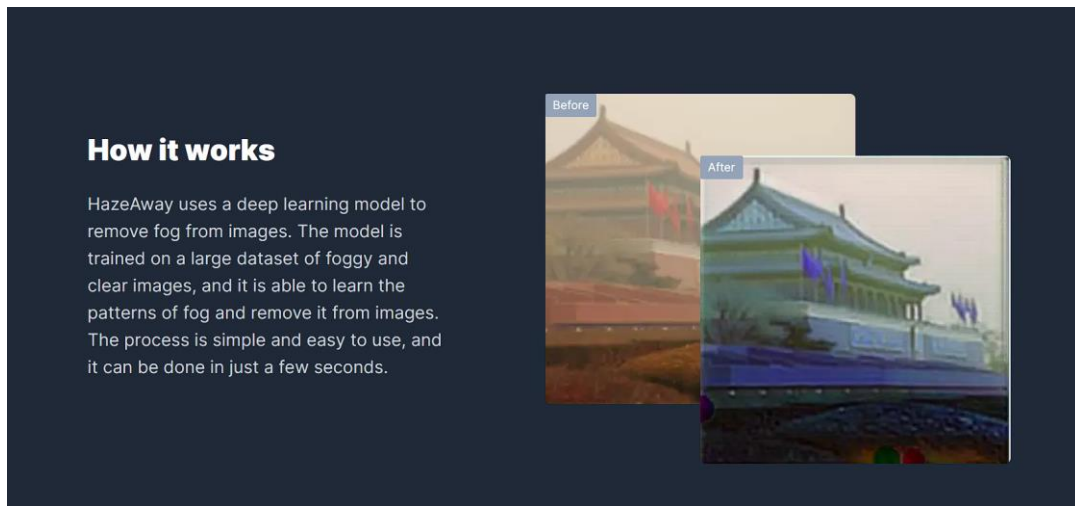 How it works
HazeAway uses a deep learning model to
remove fog from images. The model is
trained on a large dataset of foggy and
clear images, and it is able to learn the
patterns of fog and remove it from images.
The process is simple and easy to use, and
it can be done in just a few seconds.
Before
After